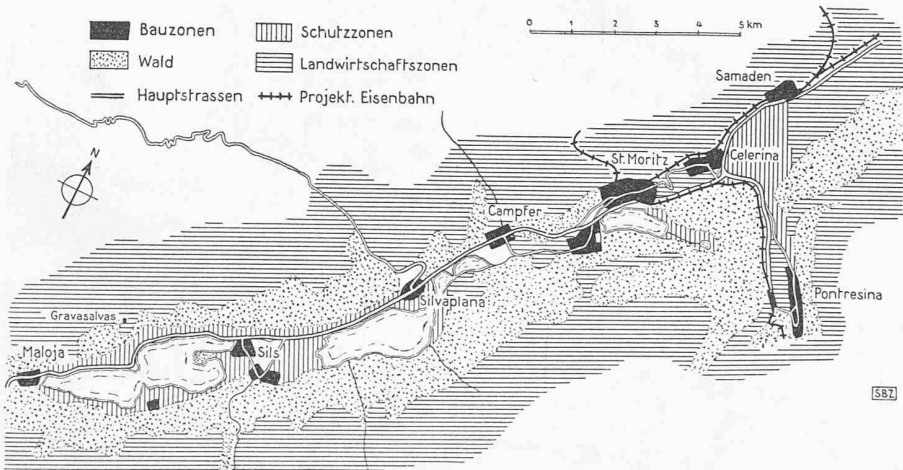 Bauzonen
Schutzzonen
Wald
Landwirtschaftszonen
Hauptstrassen
Projekt. Eisenbahn
0 1 2 3 4 5 km
N
Samaden
St. Moritz
Celerina
Campfer
Silvaplana
Pontresina
Gravasalvas
Maloja
Sils
SBZ